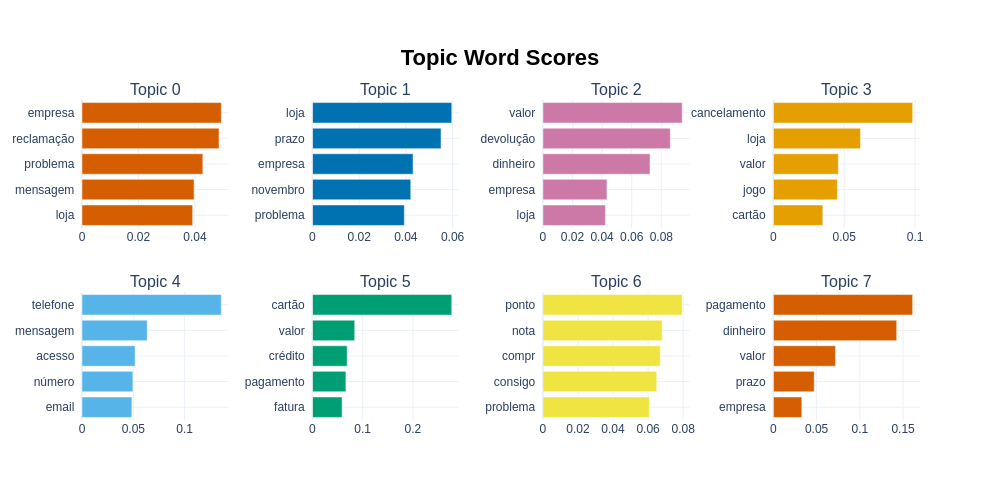 Topic Word Scores
Topic 0
empresa
reclamação
problema
mensagem
loja
0 0.02 0.04
Topic 1
loja
prazo
empresa
novembro
problema
0 0.02 0.04 0.06
Topic 2
valor
devolução
dinheiro
empresa
loja
0 0.02 0.04 0.06 0.08
Topic 3
cancelamento
loja
valor
jogo
cartão
0 0.05 0.1
Topic 4
telefone
mensagem
acesso
número
email
0 0.05 0.1
Topic 5
cartão
valor
crédito
pagamento
fatura
0 0.1 0.2
Topic 6
ponto
nota
compr
consigo
problema
0 0.02 0.04 0.06 0.08
Topic 7
pagamento
dinheiro
valor
prazo
empresa
0 0.05 0.1 0.15